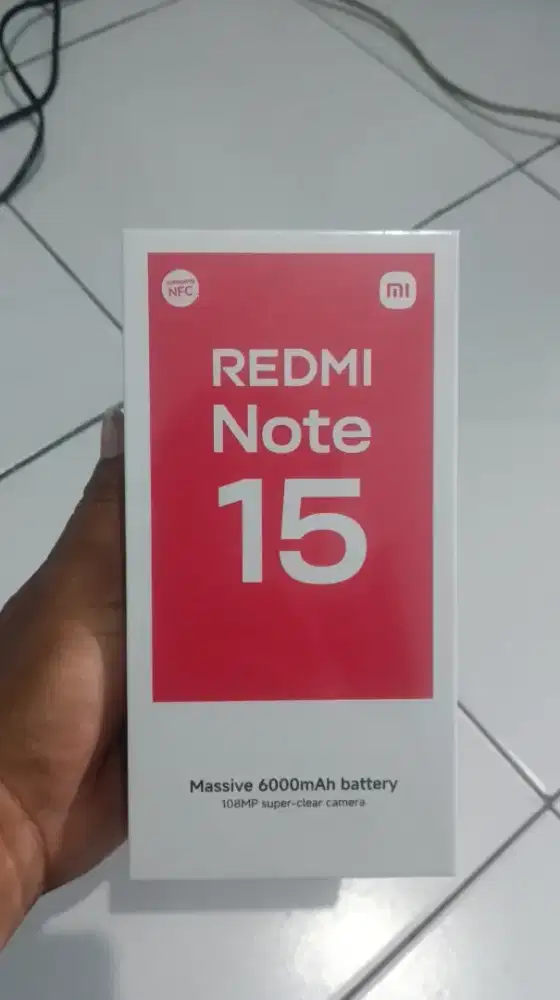 NFC
mi
REDMI
Note
15
Massive 6000mAh battery
108MP super-clear camera